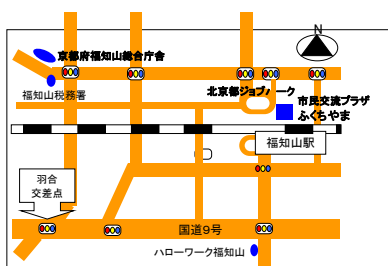 N
京都府福知山総合庁舎
福知山税務署
北京都ジョブパーク
市民交流プラザ
ふくちやま
福知山駅
羽合
交差点
国道9号
ハローワーク福知山